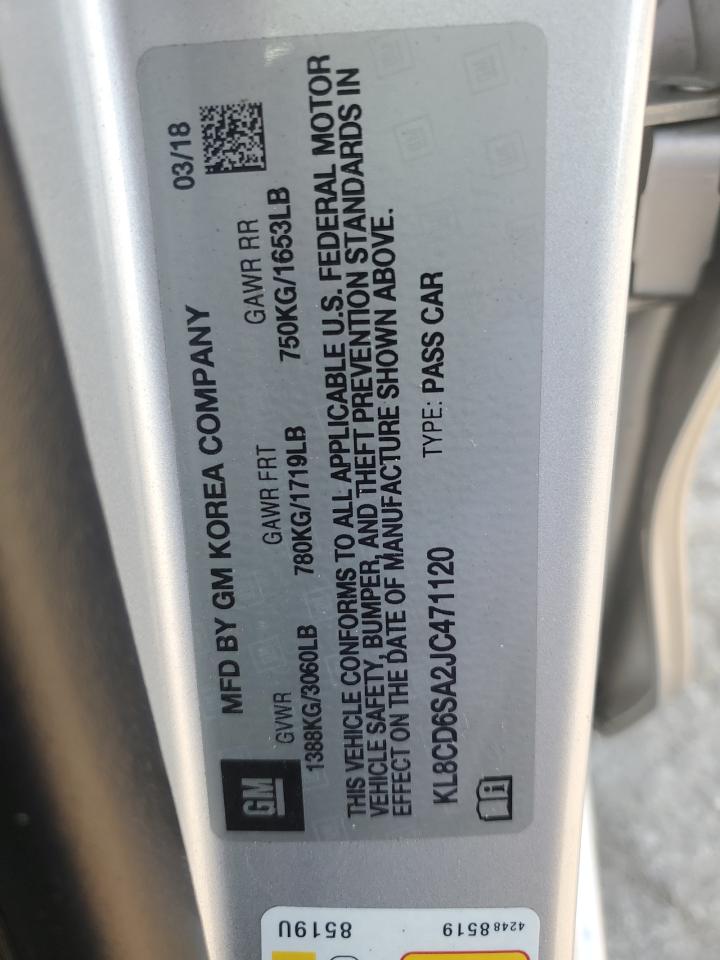 MFD BY GM KOREA COMPANY 03/18
GM
GVWR GAWR FRT GAWR RR
1388KG/3060LB 780KG/1719LB 750KG/1653LB
THIS VEHICLE CONFORMS TO ALL APPLICABLE U.S. FEDERAL MOTOR
VEHICLE SAFETY, BUMPER, AND THEFT PREVENTION STANDARDS IN
EFFECT ON THE DATE OF MANUFACTURE SHOWN ABOVE.
KL8CD6SA2JC471120 TYPE: PASS CAR
8519U
42488519